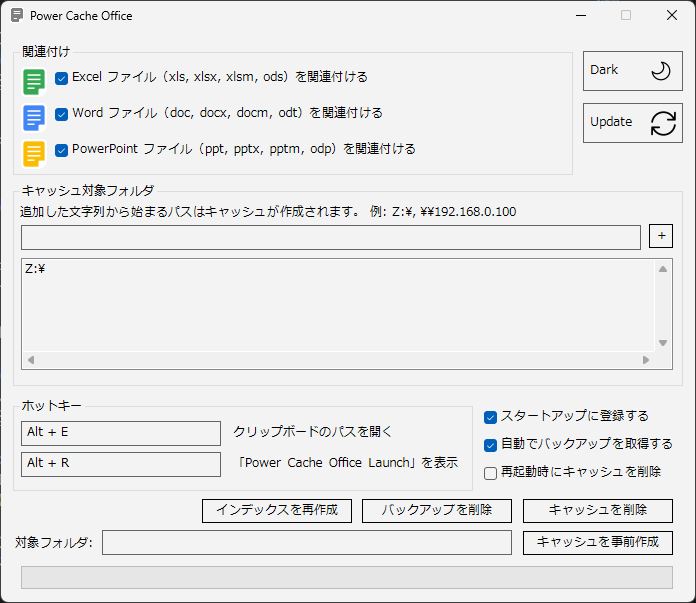 Power Cache Office
関連付け
Excel ファイル（xls, xlsx, xlsm, ods）を関連付ける
Word ファイル（doc, docx, docm, odt）を関連付ける
PowerPoint ファイル（ppt, pptx, pptm, odp）を関連付ける
Dark
Update
キャッシュ対象フォルダ
追加した文字列から始まるパスはキャッシュが作成されます。 例: Z:¥, ¥¥192.168.0.100
+
Z:¥
ホットキー
Alt + E
クリップボードのパスを開く
Alt + R
「Power Cache Office Launch」を表示
スタートアップに登録する
自動でバックアップを取得する
再起動時にキャッシュを削除
インデックスを再作成
バックアップを削除
キャッシュを削除
対象フォルダ:
キャッシュを事前作成